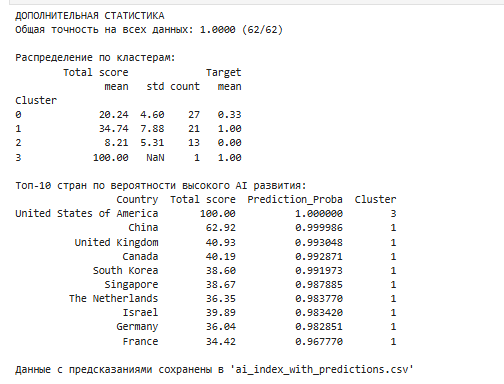 ДОПОЛНИТЕЛЬНАЯ СТАТИСТИКА
Общая точность на всех данных: 1.0000 (62/62)
Распределение по кластерам:
Total score Target
mean std count mean
Cluster
0 20.24 4.60 27 0.33
1 34.74 7.88 21 1.00
2 8.21 5.31 13 0.00
3 100.00 NaN 1 1.00
Топ-10 стран по вероятности высокого AI развития:
Country Total score Prediction_Proba Cluster
United States of America 100.00 1.000000 3
China 62.92 0.999986 1
United Kingdom 40.93 0.993048 1
Canada 40.19 0.992871 1
South Korea 38.60 0.991973 1
Singapore 38.67 0.987885 1
The Netherlands 36.35 0.983770 1
Israel 39.89 0.983420 1
Germany 36.04 0.982851 1
France 34.42 0.967770 1
Данные с предсказаниями сохранены в 'ai_index_with_predictions.csv'